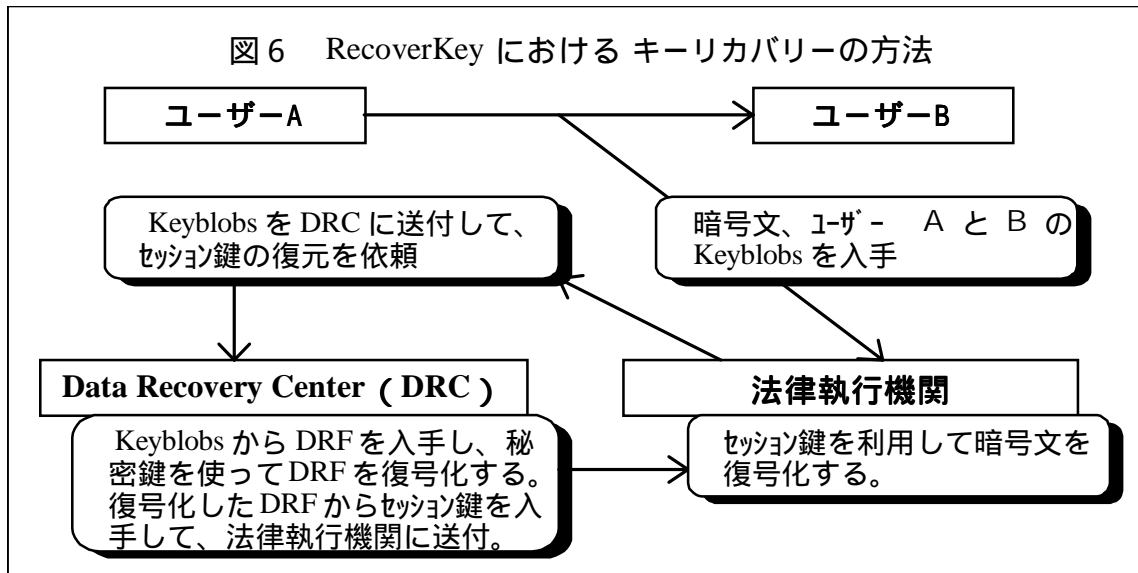 図6 RecoverKey における キーリカバリーの方法
ユーザーA
ユーザーB
Keyblobs を DRC に送付して、
ｾｯｼｮﾝ鍵の復元を依頼
暗号文、ﾕｰｻﾞｰ A と B の
Keyblobs を入手
Data Recovery Center (DRC)
法律執行機関
Keyblobs から DRF を入手し、秘
密鍵を使って DRF を復号化する。
復号化した DRF からｾｯｼｮﾝ鍵を入
手して、法律執行機関に送付。
ｾｯｼｮﾝ鍵を利用して暗号文を
復号化する。